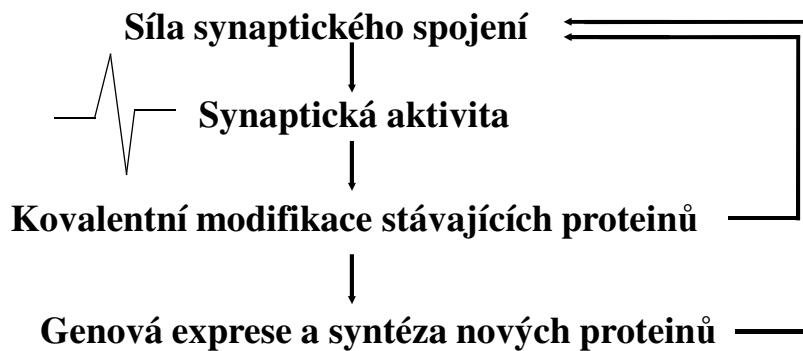 Síla synaptického spojení
Synaptická aktivita
Kovalentní modifikace stávajících proteinů
Genová exprese a syntéza nových proteinů